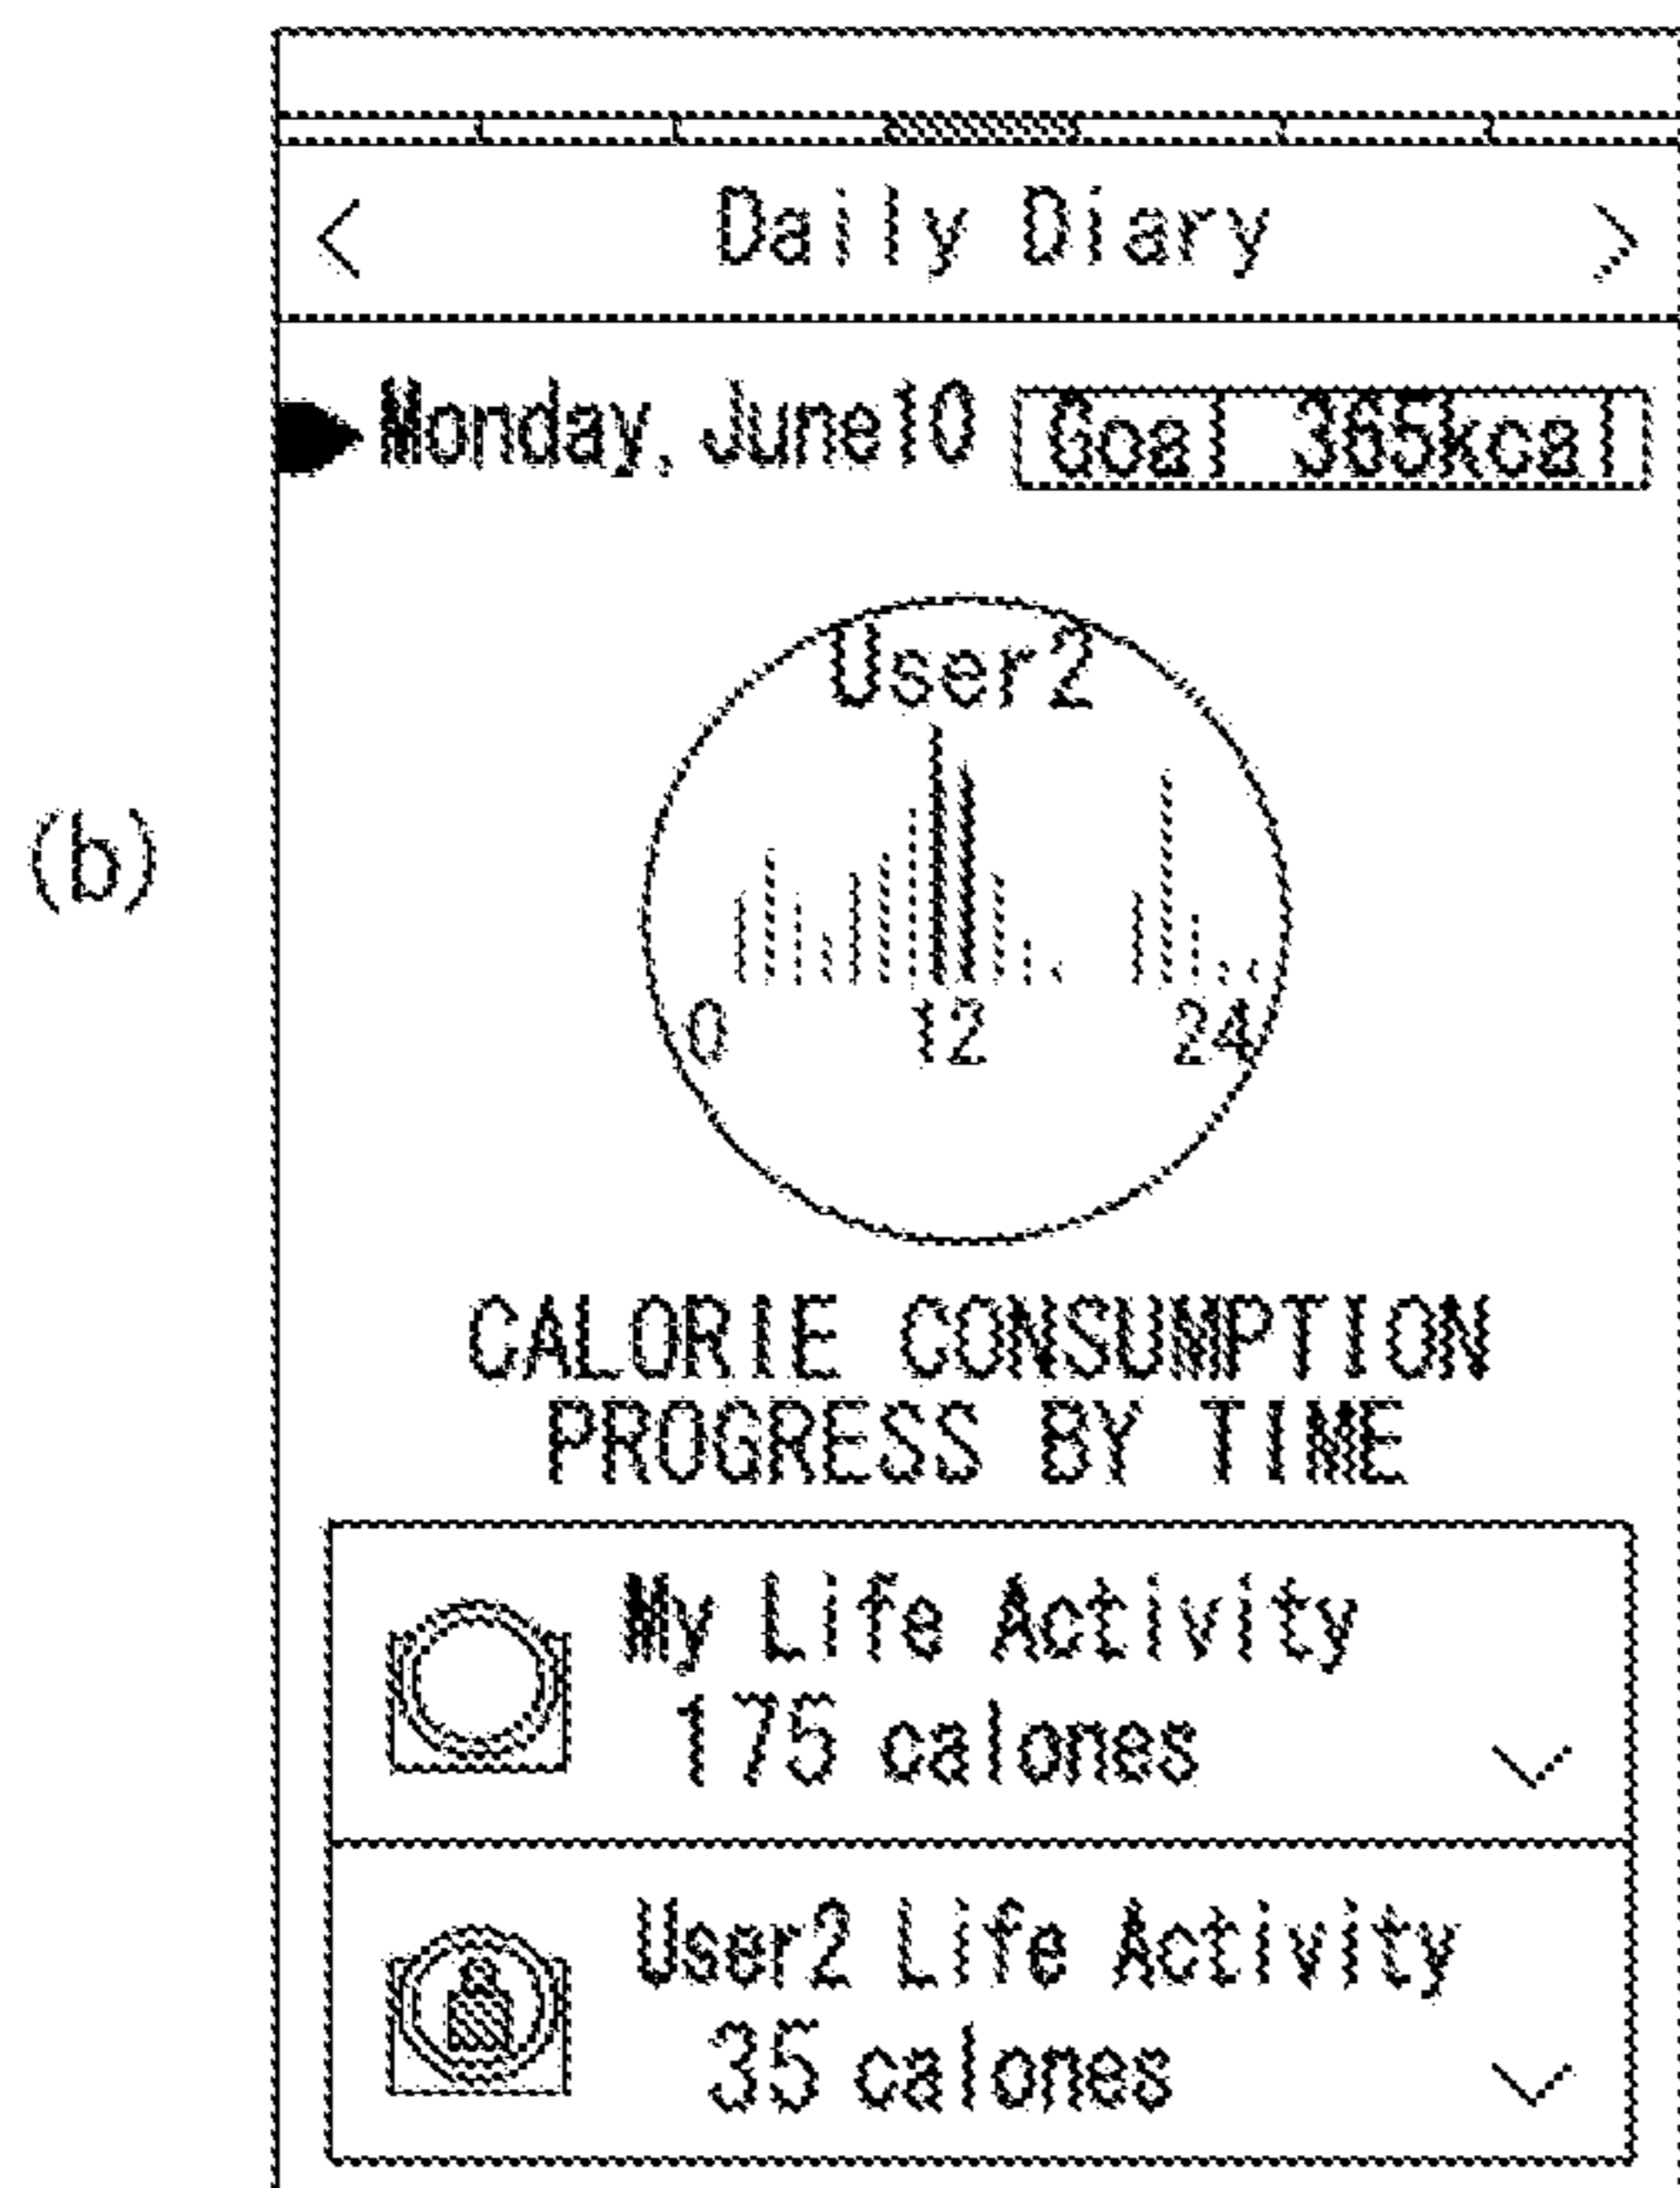 Daily Diary
Monday, June10 Goal 365kcal
(b)
User2
0 12 24
CALORIE CONSUMPTION
PROGRESS BY TIME
My Life Activity
175 calones
User2 Life Activity
35 calones